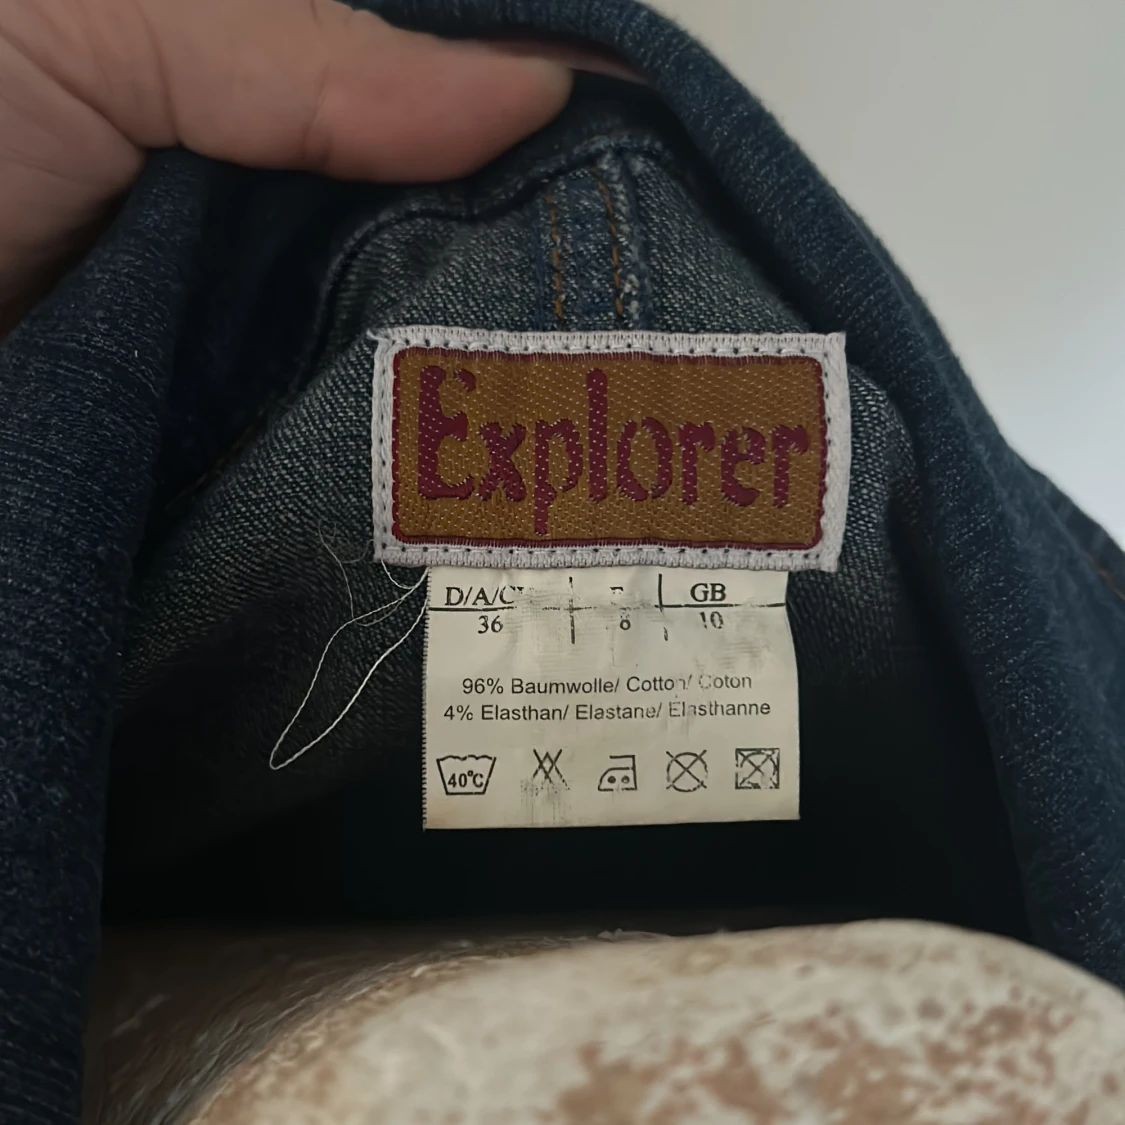 Explorer
D/A/C GB
36 8 10
96% Baumwolle/ Cotton/ Coton
4% Elasthan/ Elastane/ Elasthanne
40°C